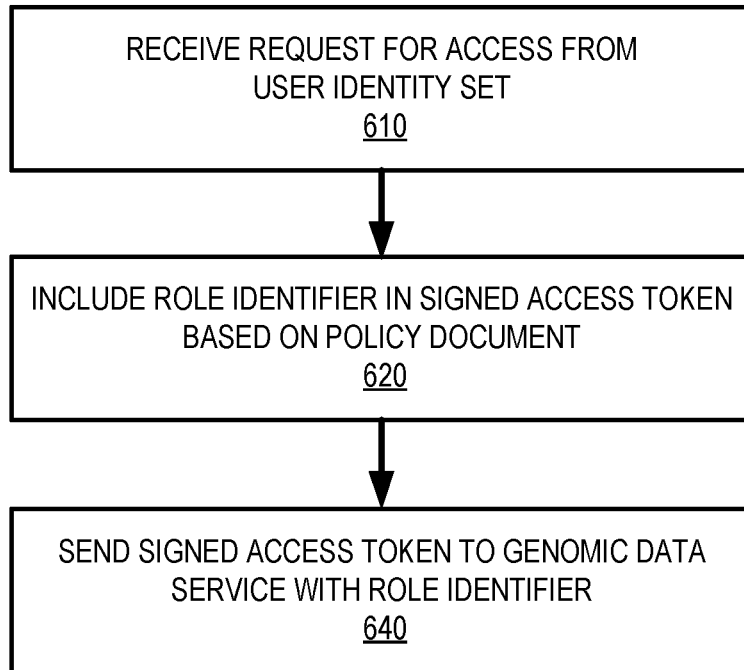 RECEIVE REQUEST FOR ACCESS FROM
USER IDENTITY SET
610
INCLUDE ROLE IDENTIFIER IN SIGNED ACCESS TOKEN
BASED ON POLICY DOCUMENT
620
SEND SIGNED ACCESS TOKEN TO GENOMIC DATA
SERVICE WITH ROLE IDENTIFIER
640